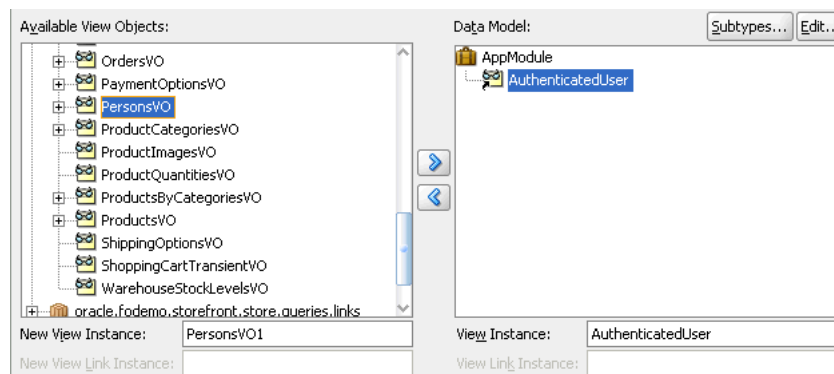 Available View Objects:
Data Model:
Subtypes...
Edit..
OrdersVO
PaymentOptionsVO
PersonsVO
ProductCategoriesVO
ProductImagesVO
ProductQuantitiesVO
ProductsByCategoriesVO
ProductsVO
ShippingOptionsVO
ShoppingCartTransientVO
WarehouseStockLevelsVO
oracle.fodemo.storefront.store.queries.links
AppModule
AuthenticatedUser
New View Instance: PersonsVO1
View Instance: AuthenticatedUser
New View Link Instance:
View Link Instance: